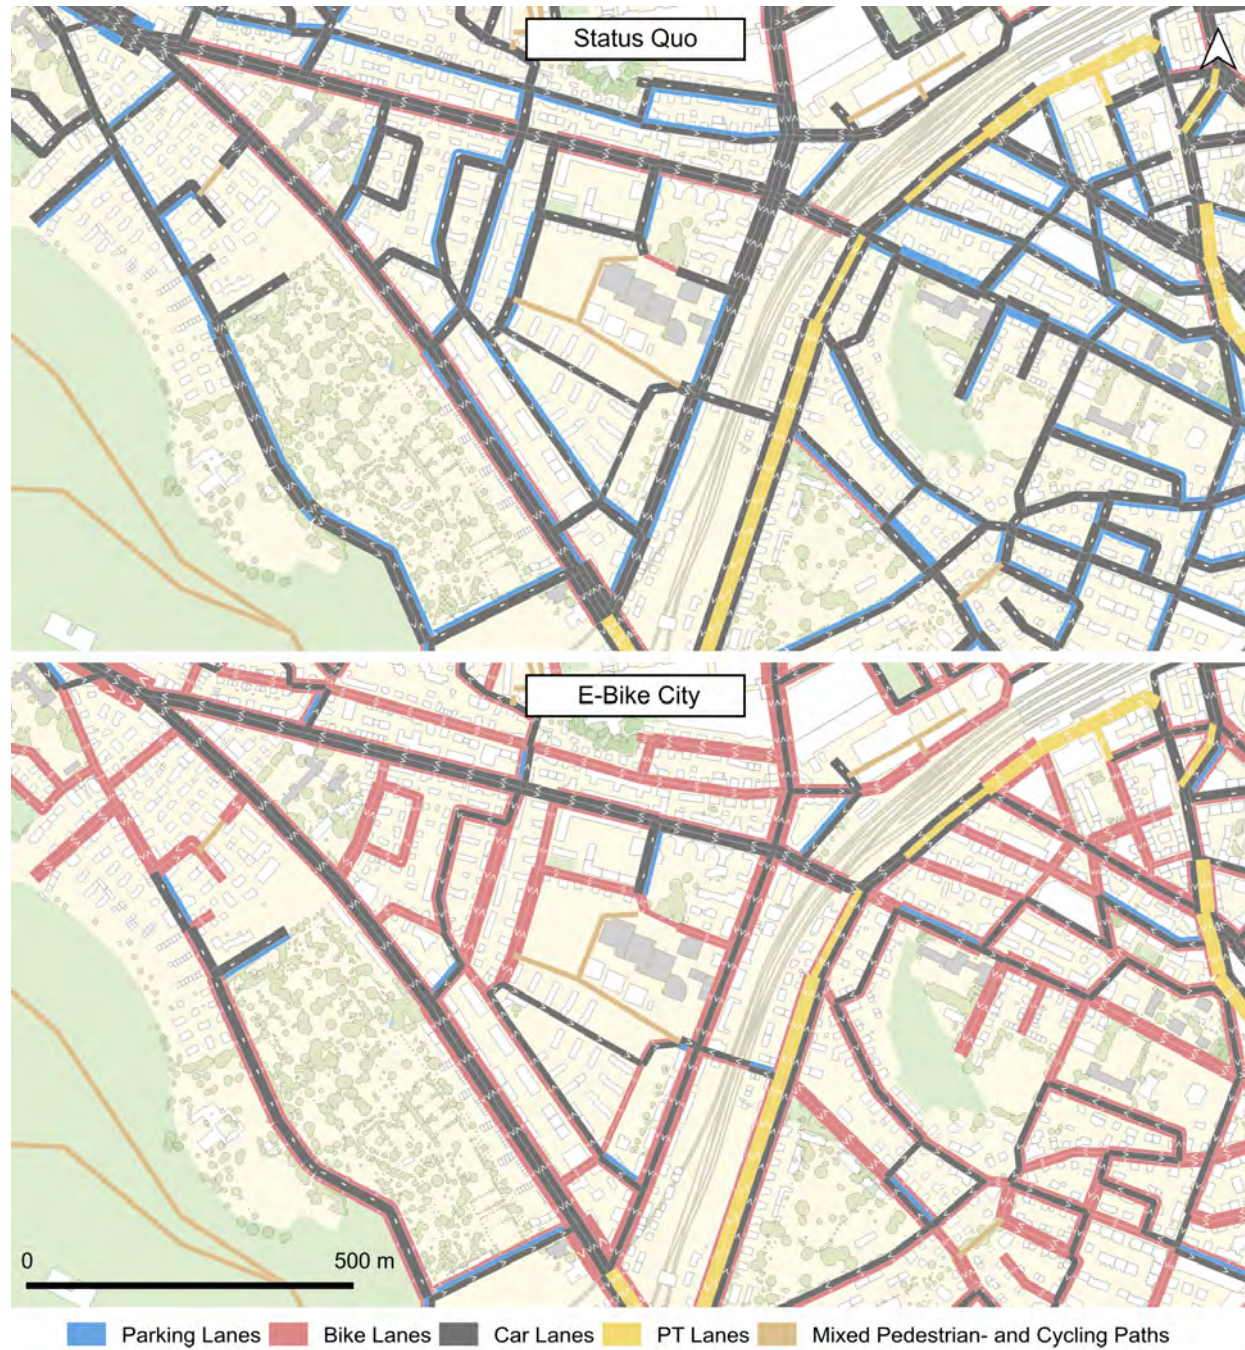 Status Quo
E-Bike City
0 500 m
Parking Lanes Bike Lanes Car Lanes PT Lanes Mixed Pedestrian- and Cycling Paths